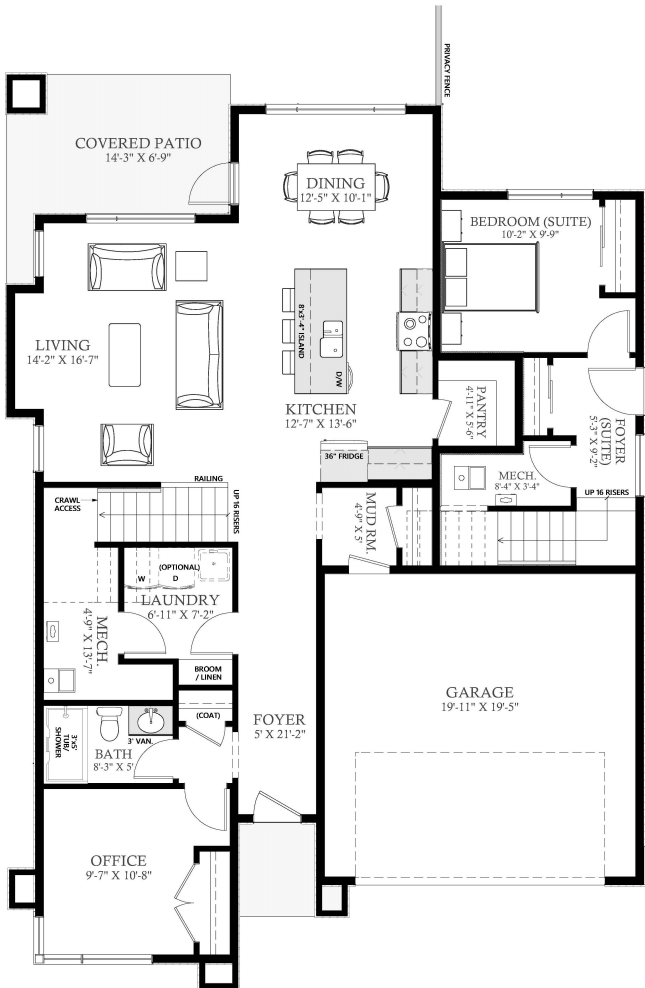 PRIVACY FENCE
COVERED PATIO
14'-3" X 6'-9"
DINING
12'-5" X 10'-1"
BEDROOM (SUITE)
10'-2" X 9'-9"
8'x3'-4" ISLAND
D/W
LIVING
14'-2" X 16'-7"
KITCHEN
12'-7" X 13'-6"
PANTRY
4'-11" X 5'-6"
FOYER
(SUITE)
5'-3" X 9'-2"
36" FRIDGE
MECH.
8'-4" X 3'-4"
UP 16 RISERS
RAILING
CRAWL
ACCESS
UP 16 RISERS
MUD RM.
4'-9" X 5'
(OPTIONAL)
W
D
LAUNDRY
6'-11" X 7'-2"
MECH.
4'-9" X 13'-7"
BROOM
/ LINEN
GARAGE
19'-11" X 19'-5"
(COAT)
FOYER
5' X 21'-2"
3'x5'
TUB/
SHOWER
3' VAN.
BATH
8'-3" X 5'
OFFICE
9'-7" X 10'-8"